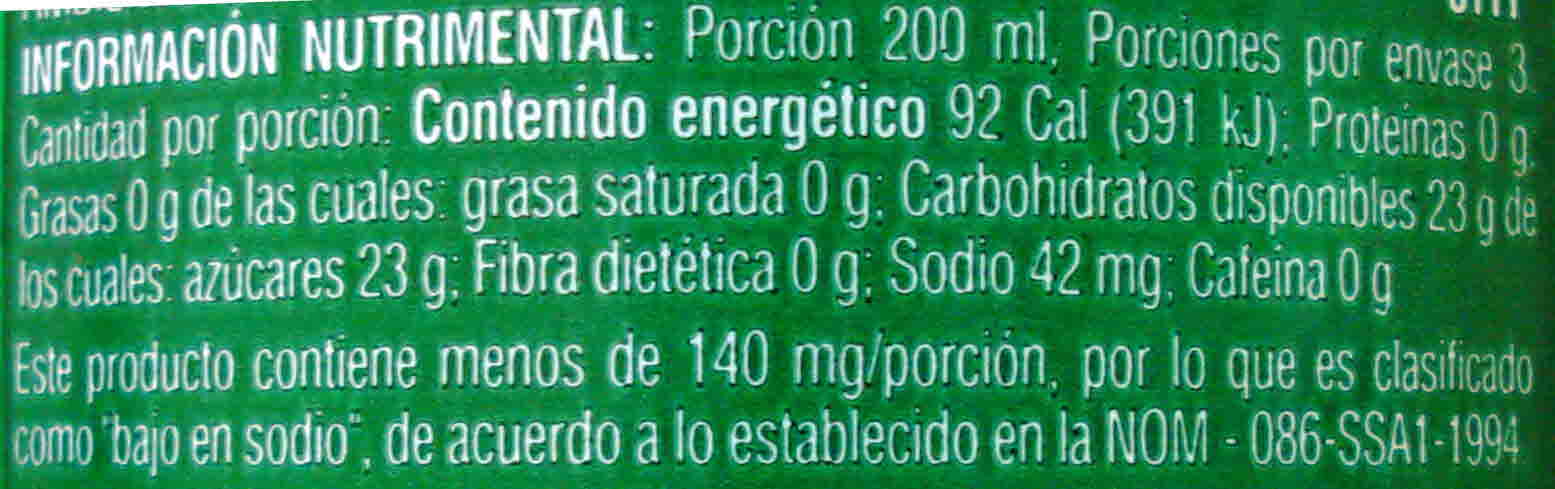 INFORMACIÓN NUTRIMENTAL: Porción 200 ml, Porciones por envase 3.
Cantidad por porción: Contenido energético 92 Cal (391 kJ); Proteínas 0 g.
Grasas 0 g de las cuales: grasa saturada 0 g; Carbohidratos disponibles 23 g de
los cuales: azúcares 23 g; Fibra dietética 0 g; Sodio 42 mg; Cafeína 0 g
Este producto contiene menos de 140 mg/porción, por lo que es clasificado
como "bajo en sodio", de acuerdo a lo establecido en la NOM - 086-SSA1-1994.